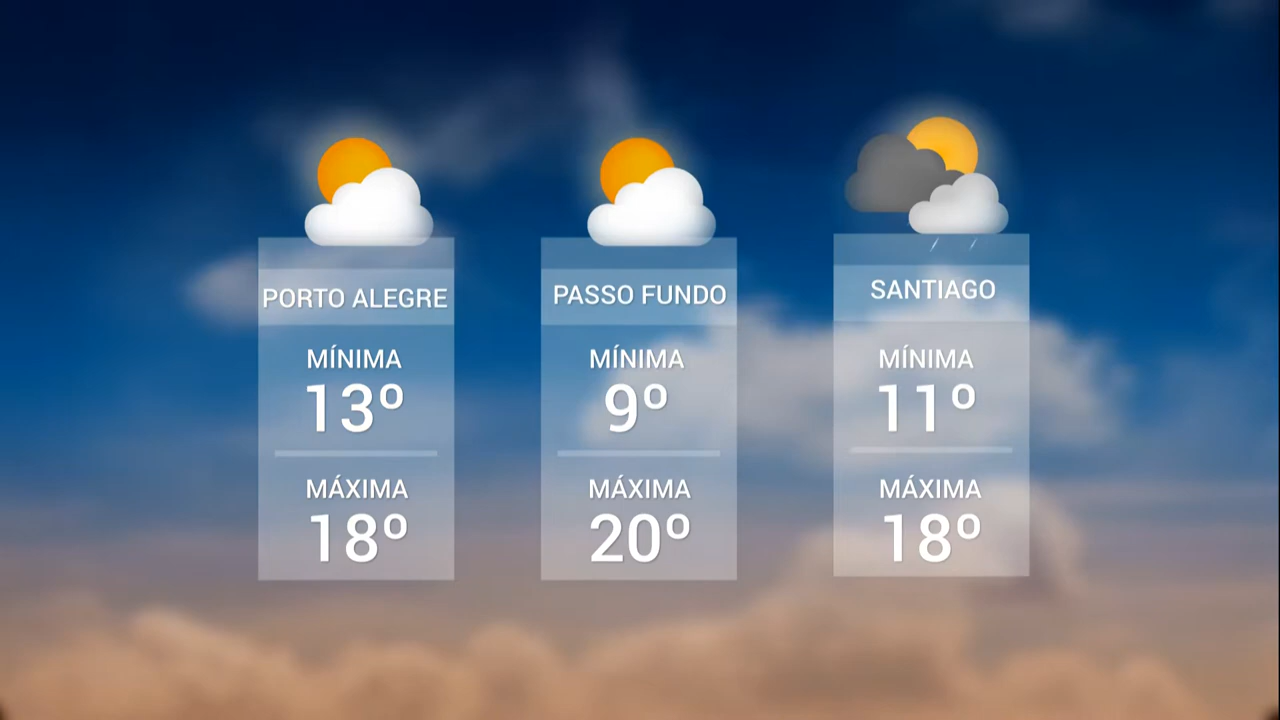 PORTO ALEGRE
MÍNIMA
13º
MÁXIMA
18º
PASSO FUNDO
MÍNIMA
9º
MÁXIMA
20º
SANTIAGO
MÍNIMA
11º
MÁXIMA
18º